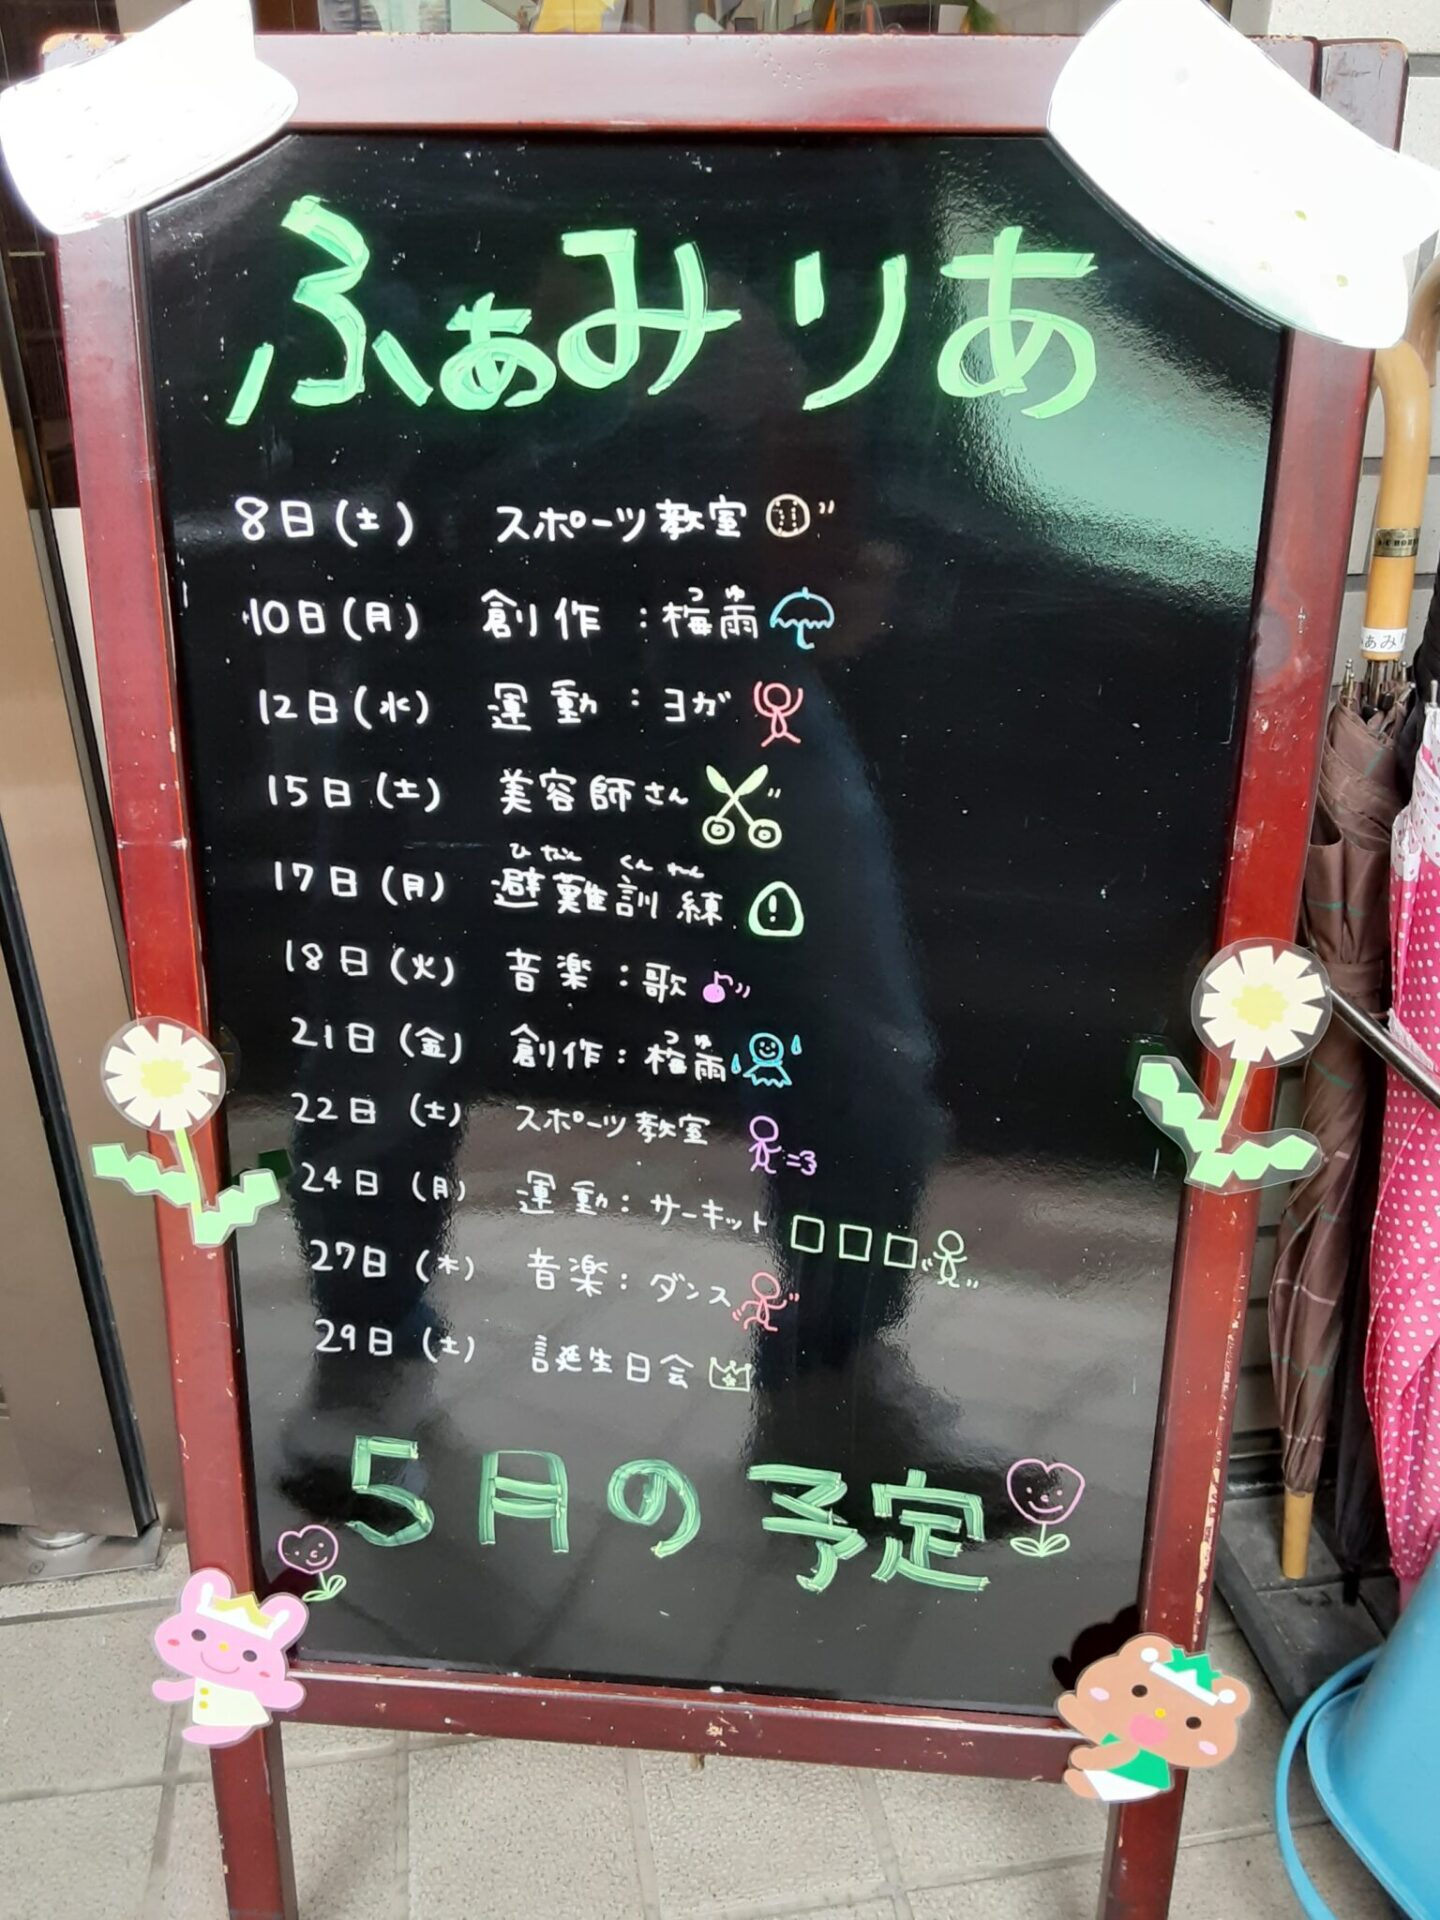 ふぁみりあ
8日(土) スポーツ教室
10日(月) 創作:梅雨
つゆ
12日(水) 運動:ヨガ
15日(土) 美容師さん
17日(月) 避難訓練
ひなん くんれん
18日(火) 音楽:歌
21日(金) 創作:梅雨
つゆ
22日(土) スポーツ教室
24日(月) 運動:サーキット
27日(木) 音楽:ダンス
29日(土) 誕生日会
5月の予定